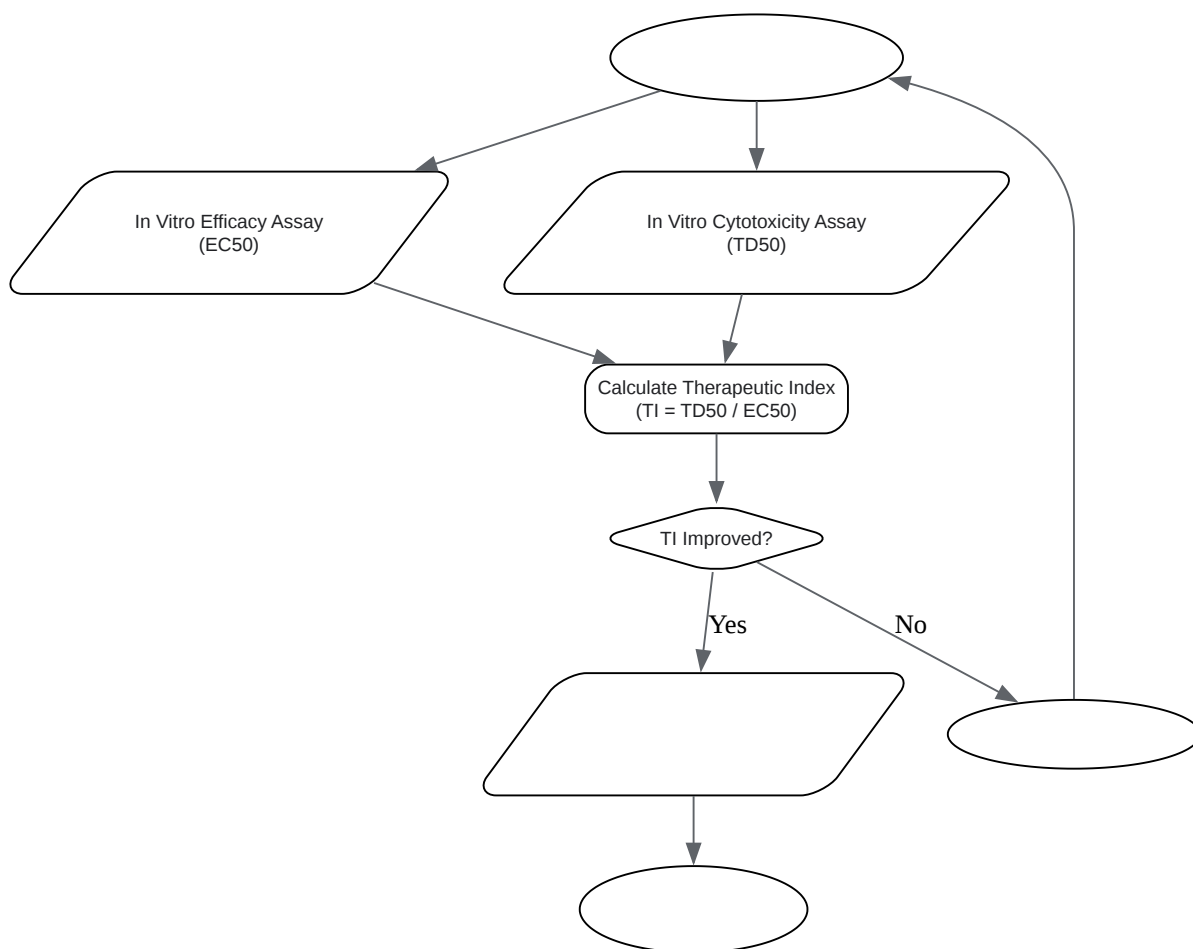 In Vitro Efficacy Assay
(EC50)
In Vitro Cytotoxicity Assay
(TD50)
Calculate Therapeutic Index
(TI = TD50 / EC50)
TI Improved?
Yes
No